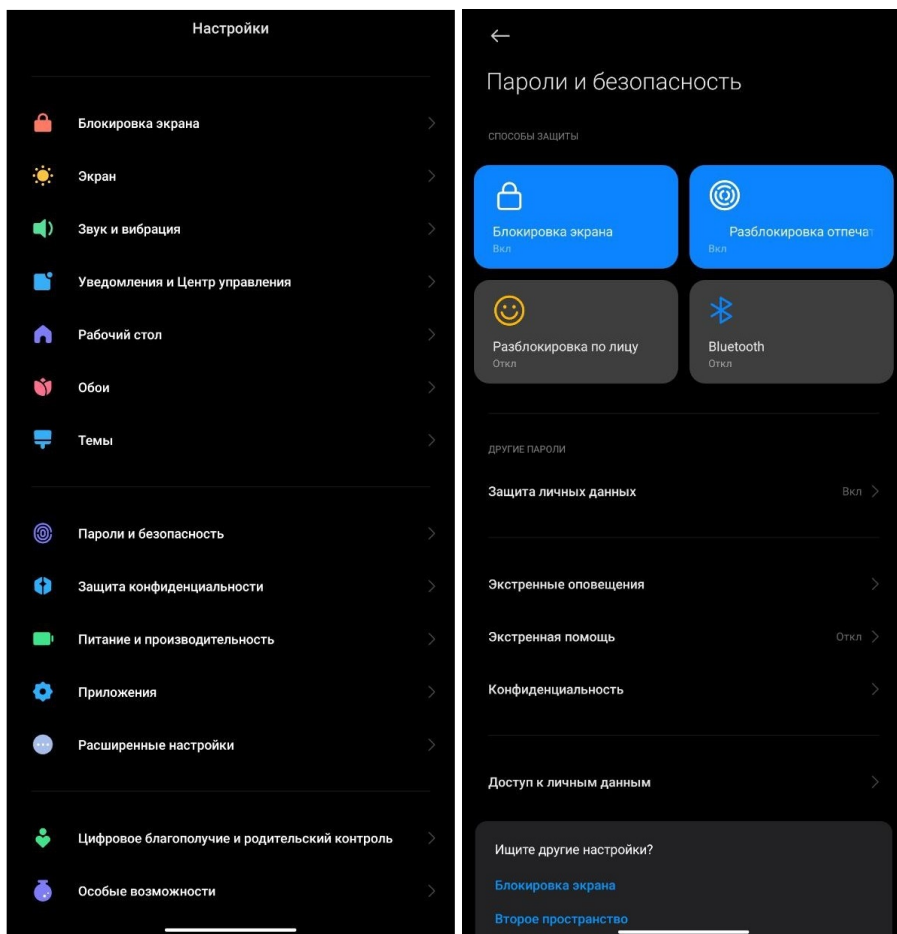 Настройки
Блокировка экрана
Экран
Звук и вибрация
Уведомления и Центр управления
Рабочий стол
Обои
Темы
Пароли и безопасность
Защита конфиденциальности
Питание и производительность
Приложения
Расширенные настройки
Цифровое благополучие и родительский контроль
Особые возможности
Пароли и безопасность
СПОСОБЫ ЗАЩИТЫ
Блокировка экрана
Вкл
Разблокировка отпечат
Вкл
Разблокировка по лицу
Откл
Bluetooth
Откл
ДРУГИЕ ПАРОЛИ
Защита личных данных Вкл
Экстренные оповещения
Экстренная помощь Откл
Конфиденциальность
Доступ к личным данным
Ищите другие настройки?
Блокировка экрана
Второе пространство